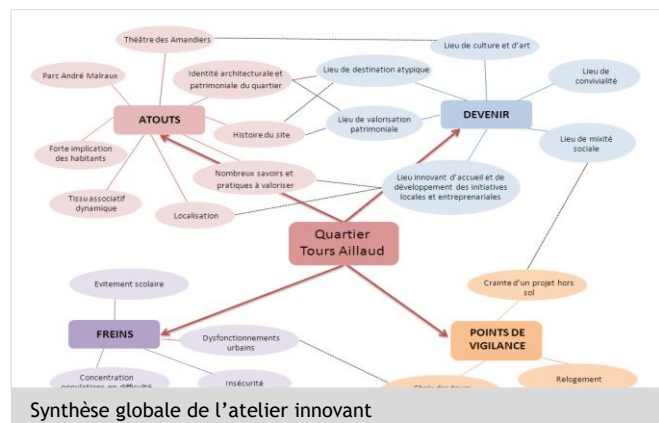 Théâtre des Amandiers
Lieu de culture et d'art
Parc André Malraux
Identité architecturale et
patrimoniale du quartier
Lieu de destination atypique
Lieu de
convivialité
ATOUTS
DEVENIR
Histoire du site
Lieu de valorisation
patrimoniale
Lieu de mixité
sociale
Forte implication
des habitants
Nombreux savoirs et
pratiques à valoriser
Lieu innovant d'accueil et de
développement des initiatives
locales et entreprenariales
Tissu associatif
dynamique
Localisation
Quartier
Tours Aillaud
Evitement scolaire
Crainte d'un projet hors
sol
FREINS
Dysfonctionnements
urbains
POINTS DE
VIGILANCE
Concentration
Insécurité
Relogement
Synthèse globale de l'atelier innovant